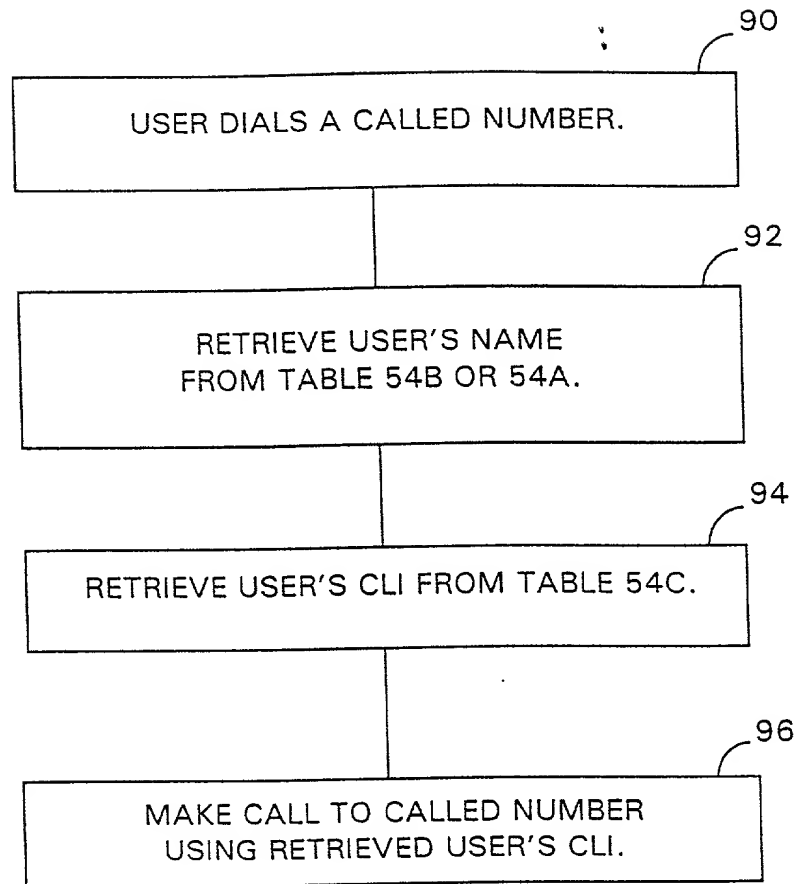 90
USER DIALS A CALLED NUMBER.
92
RETRIEVE USER'S NAME
FROM TABLE 54B OR 54A.
94
RETRIEVE USER'S CLI FROM TABLE 54C.
96
MAKE CALL TO CALLED NUMBER
USING RETRIEVED USER'S CLI.